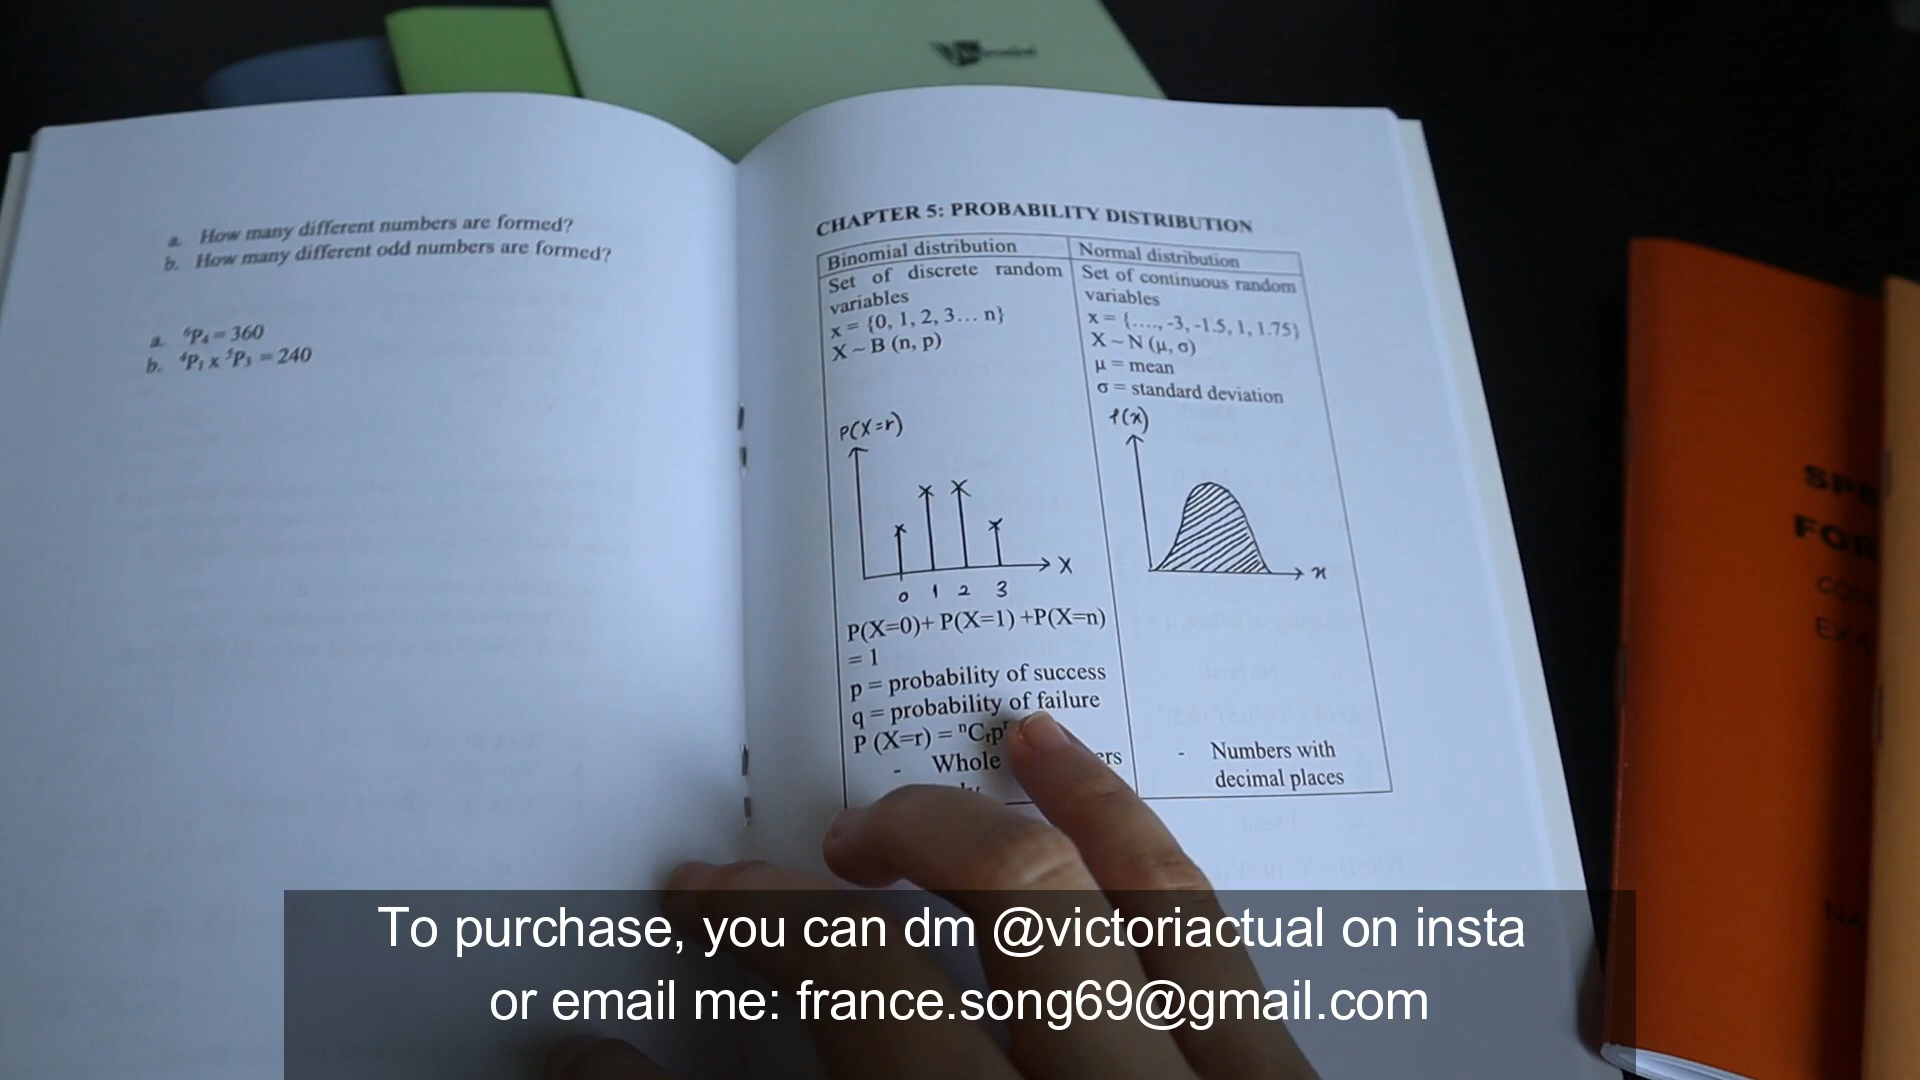 a. How many different numbers are formed?
b. How many different odd numbers are formed?
a. ⁶P₄ = 360
b. ⁴P₁ x ⁵P₃ = 240
CHAPTER 5: PROBABILITY DISTRIBUTION
Binomial distribution
Set of discrete random
variables
x = {0, 1, 2, 3… n}
X ~ B (n, p)
P(X=r)
X
0 1 2 3
P(X=0)+ P(X=1) +P(X=n)
= 1
p = probability of success
q = probability of failure
P (X=r) = ⁿCᵣpʳ
- Whole
Normal distribution
Set of continuous random
variables
x = {…., -3, -1.5, 1, 1.75}
X ~ N (μ, σ)
μ = mean
σ = standard deviation
f(x)
x
- Numbers with
decimal places
To purchase, you can dm @victoriactual on insta
or email me: france.song69@gmail.com